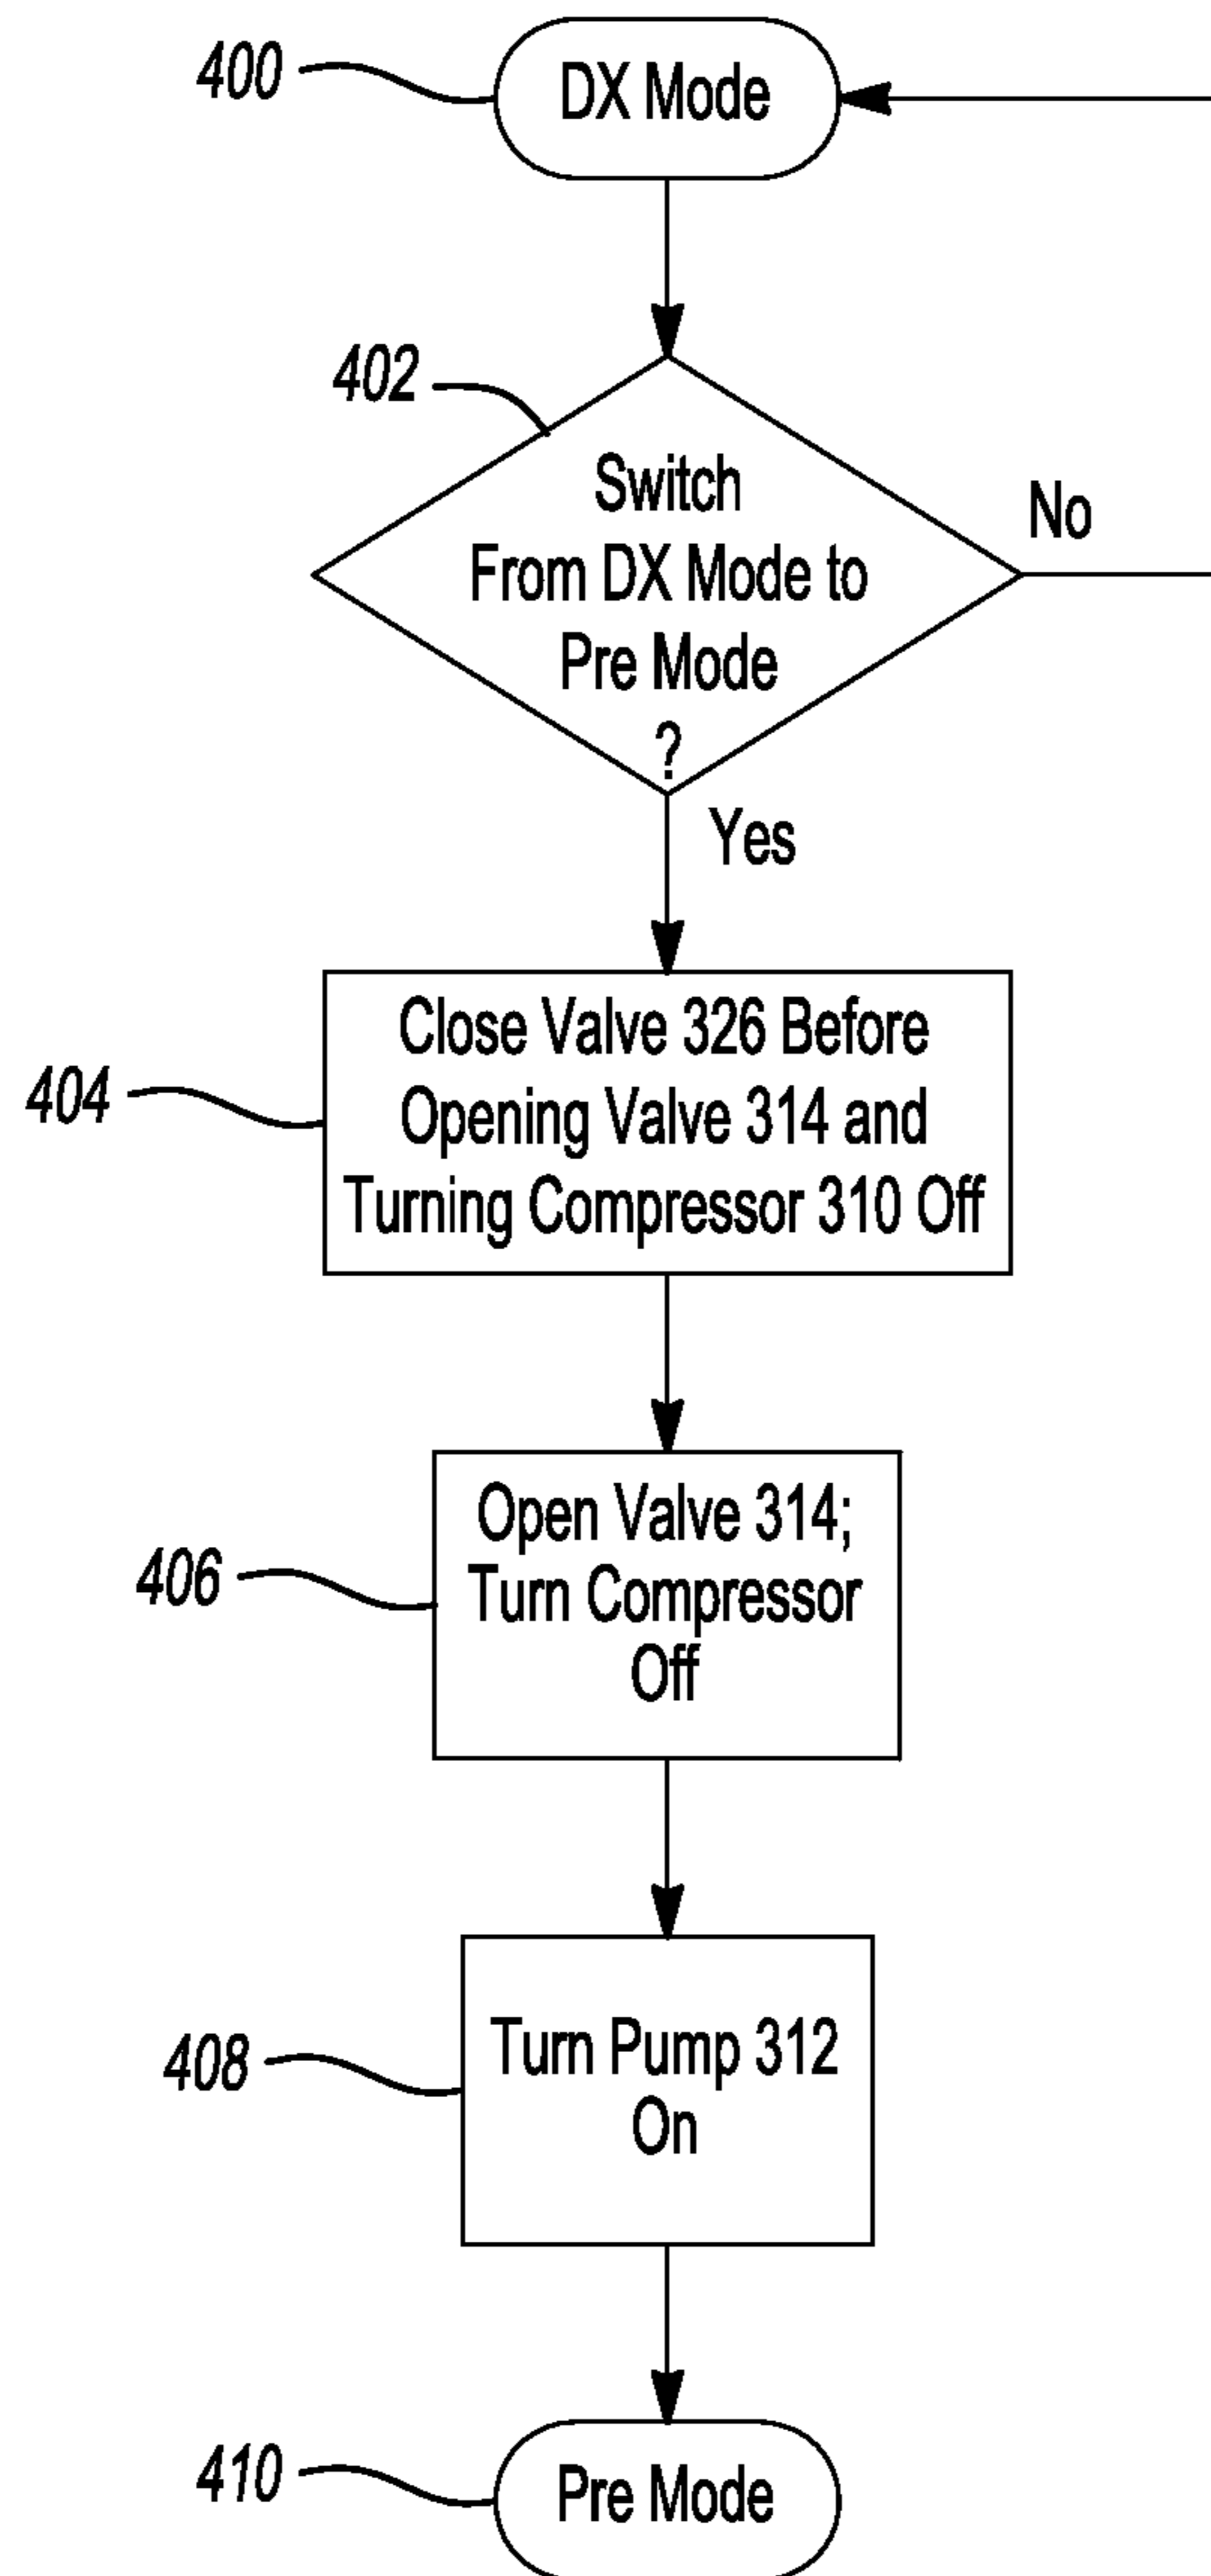 400
DX Mode
402
Switch
From DX Mode to
Pre Mode
?
No
Yes
404
Close Valve 326 Before
Opening Valve 314 and
Turning Compressor 310 Off
406
Open Valve 314;
Turn Compressor
Off
408
Turn Pump 312
On
410
Pre Mode